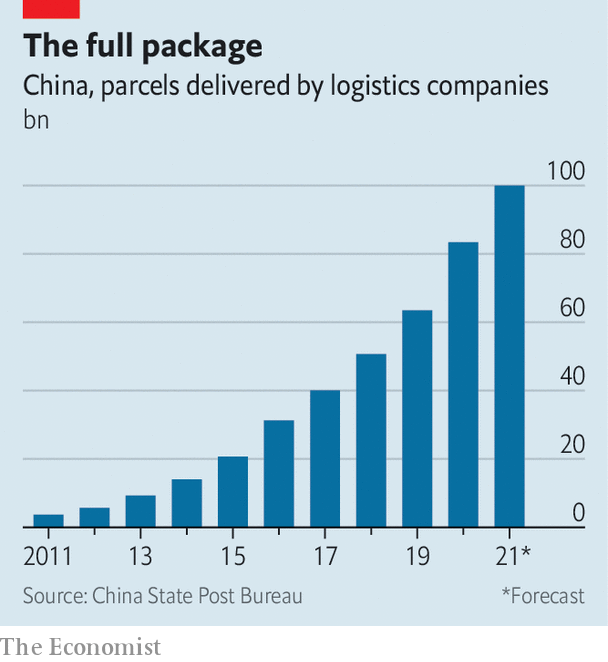 The full package
China, parcels delivered by logistics companies
bn
100
80
60
40
20
0
2011 13 15 17 19 21*
Source: China State Post Bureau *Forecast
The Economist